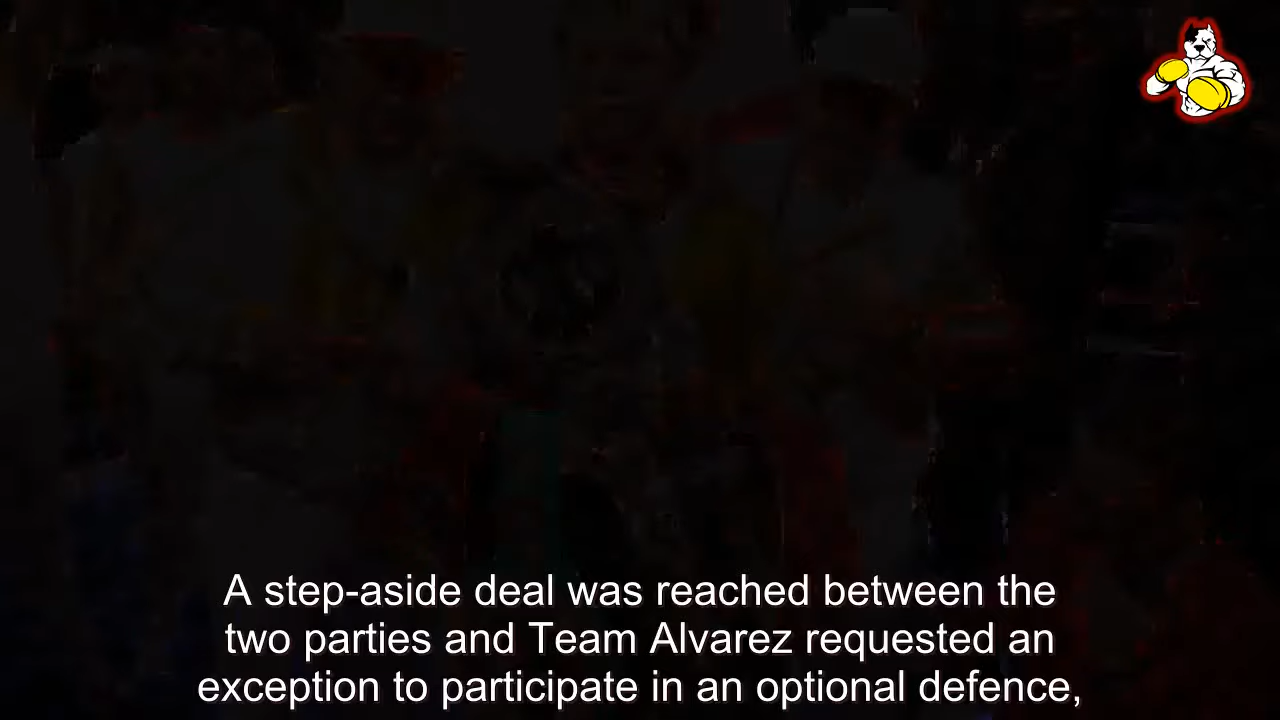 A step-aside deal was reached between the
two parties and Team Alvarez requested an
exception to participate in an optional defence,